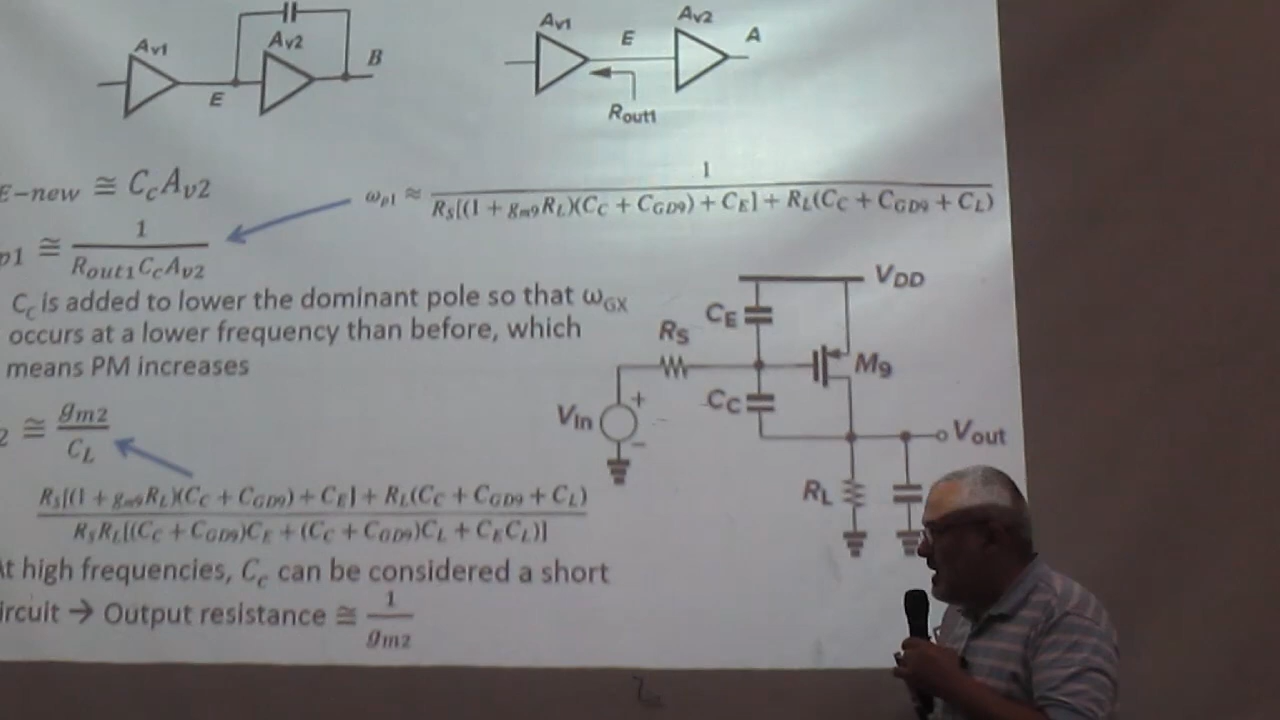 Av1
Av2
E
B
Av1
E
Av2
A
Rout1
E−new ≅ CcAv2
ωp1 ≈ 1 / RS[(1 + gm9RL)(CC + CGD9) + CE] + RL(CC + CGD9 + CL)
p1 ≅ 1 / Rout1CcAv2
Cc is added to lower the dominant pole so that ωGX
occurs at a lower frequency than before, which
means PM increases
2 ≅ gm2 / CL
RS[(1 + gm9RL)(CC + CGD9) + CE] + RL(CC + CGD9 + CL)
RSRL[(CC + CGD9)CE + (CC + CGD9)CL + CECL)]
At high frequencies, Cc can be considered a short
ircuit → Output resistance ≅ 1 / gm2
VDD
CE
RS
M9
CC
Vin
+
−
Vout
RL